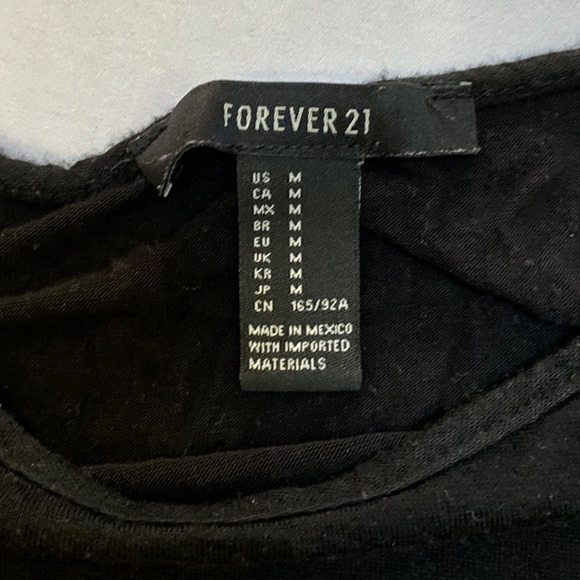 FOREVER 21
US M
CA M
MX M
BR M
EU M
UK M
KR M
JP M
CN 165/92A
MADE IN MEXICO
WITH IMPORTED
MATERIALS